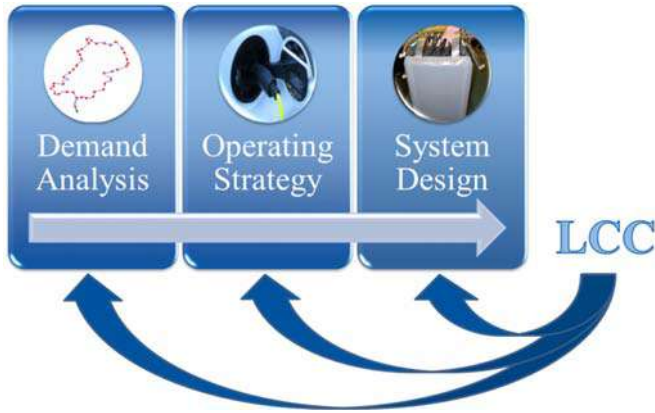 Demand
Analysis
Operating
Strategy
System
Design
LCC